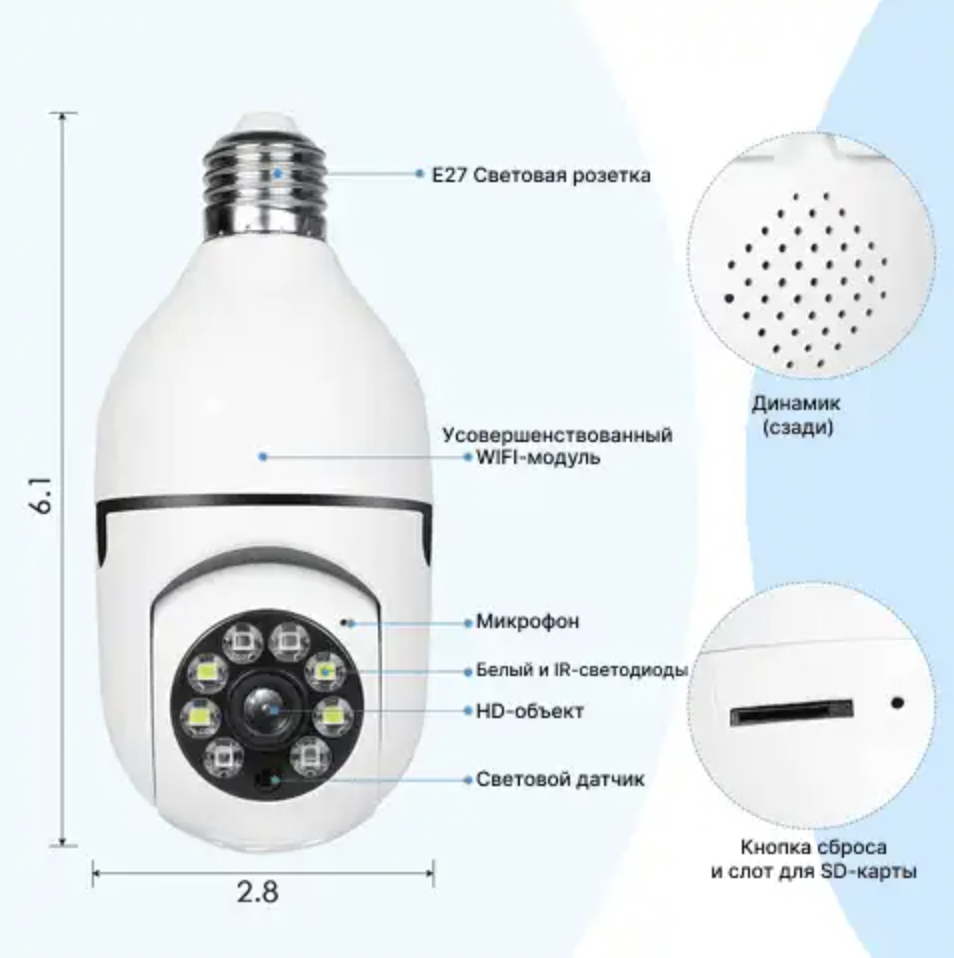 E27 Световая розетка
Усовершенствованный
WIFI-модуль
6.1
Микрофон
Белый и IR-светодиоды
HD-объект
Световой датчик
2.8
Динамик
(сзади)
Кнопка сброса
и слот для SD-карты